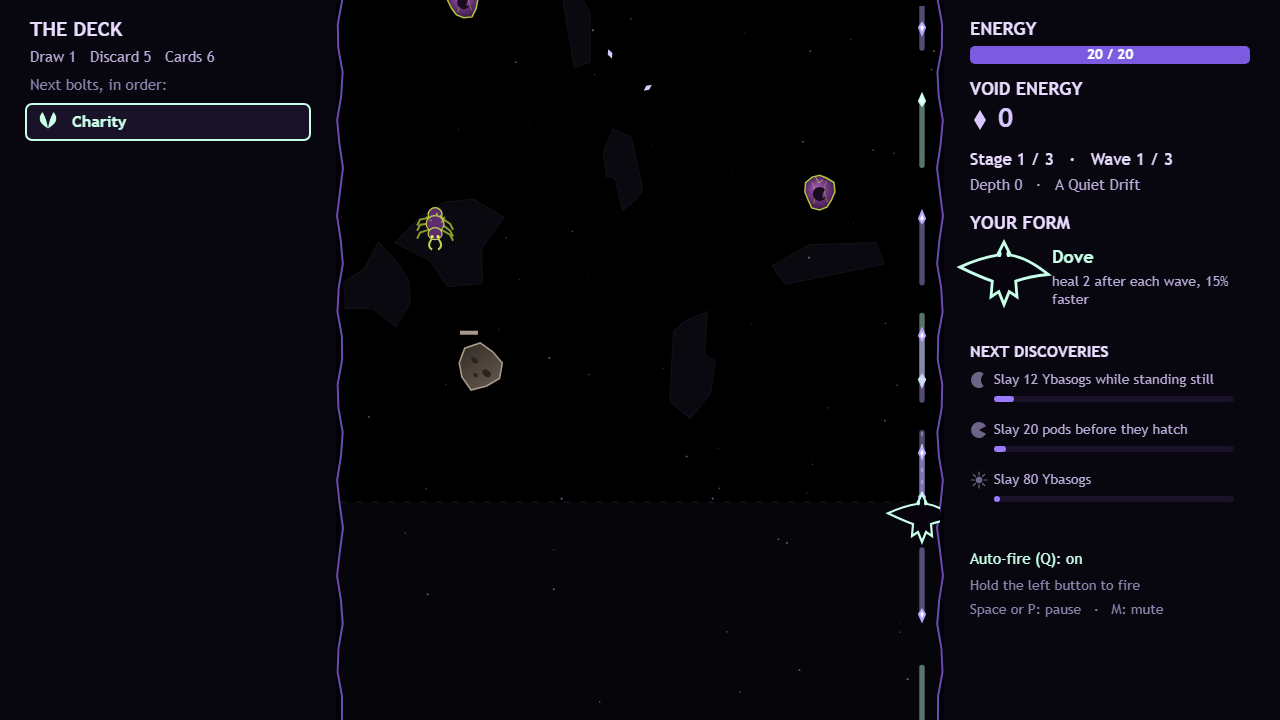 THE DECK
Draw 1 Discard 5 Cards 6
Next bolts, in order:
Charity
ENERGY
20 / 20
VOID ENERGY
0
Stage 1 / 3 · Wave 1 / 3
Depth 0 · A Quiet Drift
YOUR FORM
Dove
heal 2 after each wave, 15%
faster
NEXT DISCOVERIES
Slay 12 Ybasogs while standing still
Slay 20 pods before they hatch
Slay 80 Ybasogs
Auto-fire (Q): on
Hold the left button to fire
Space or P: pause · M: mute